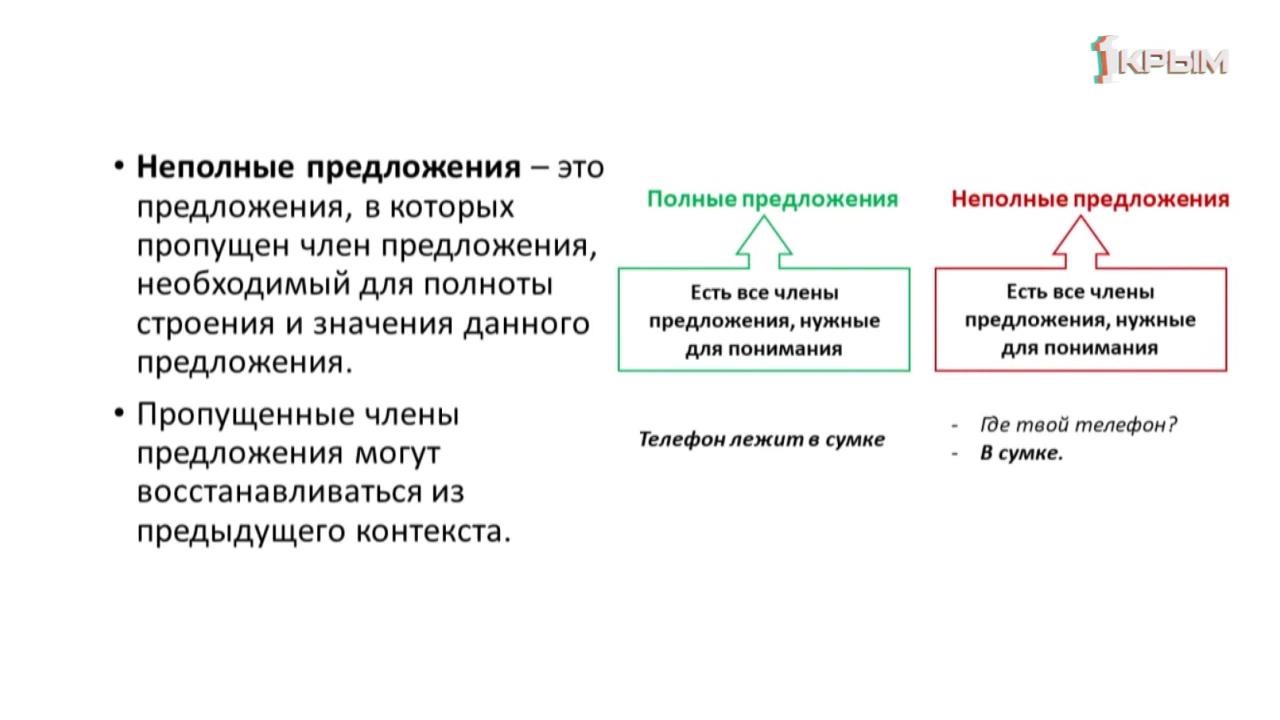 1КРЫМ
• Неполные предложения – это
предложения, в которых
пропущен член предложения,
необходимый для полноты
строения и значения данного
предложения.
• Пропущенные члены
предложения могут
восстанавливаться из
предыдущего контекста.
Полные предложения
Есть все члены
предложения, нужные
для понимания
Телефон лежит в сумке
Неполные предложения
Есть все члены
предложения, нужные
для понимания
- Где твой телефон?
- В сумке.